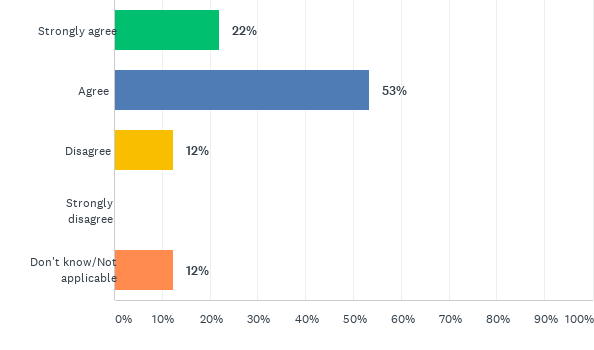 Strongly agree 22%
Agree 53%
Disagree 12%
Strongly
disagree
Don't know/Not
applicable 12%
0% 10% 20% 30% 40% 50% 60% 70% 80% 90% 100%